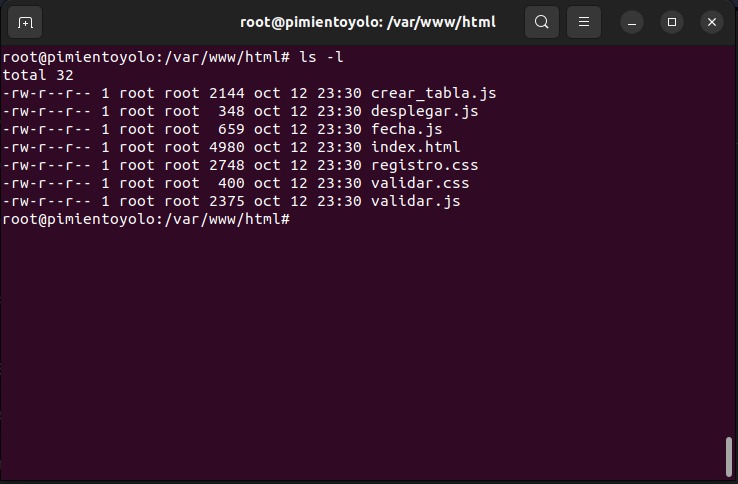 root@pimientoyolo: /var/www/html
root@pimientoyolo:/var/www/html# ls -l
total 32
-rw-r--r-- 1 root root 2144 oct 12 23:30 crear_tabla.js
-rw-r--r-- 1 root root  348 oct 12 23:30 desplegar.js
-rw-r--r-- 1 root root  659 oct 12 23:30 fecha.js
-rw-r--r-- 1 root root 4980 oct 12 23:30 index.html
-rw-r--r-- 1 root root 2748 oct 12 23:30 registro.css
-rw-r--r-- 1 root root  400 oct 12 23:30 validar.css
-rw-r--r-- 1 root root 2375 oct 12 23:30 validar.js
root@pimientoyolo:/var/www/html#